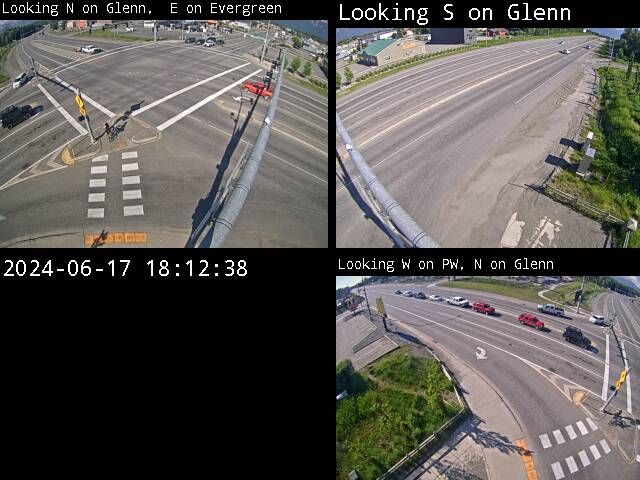 Looking N on Glenn, E on Evergreen
Looking S on Glenn
2024-06-17 18:12:38
Looking W on PW, N on Glenn